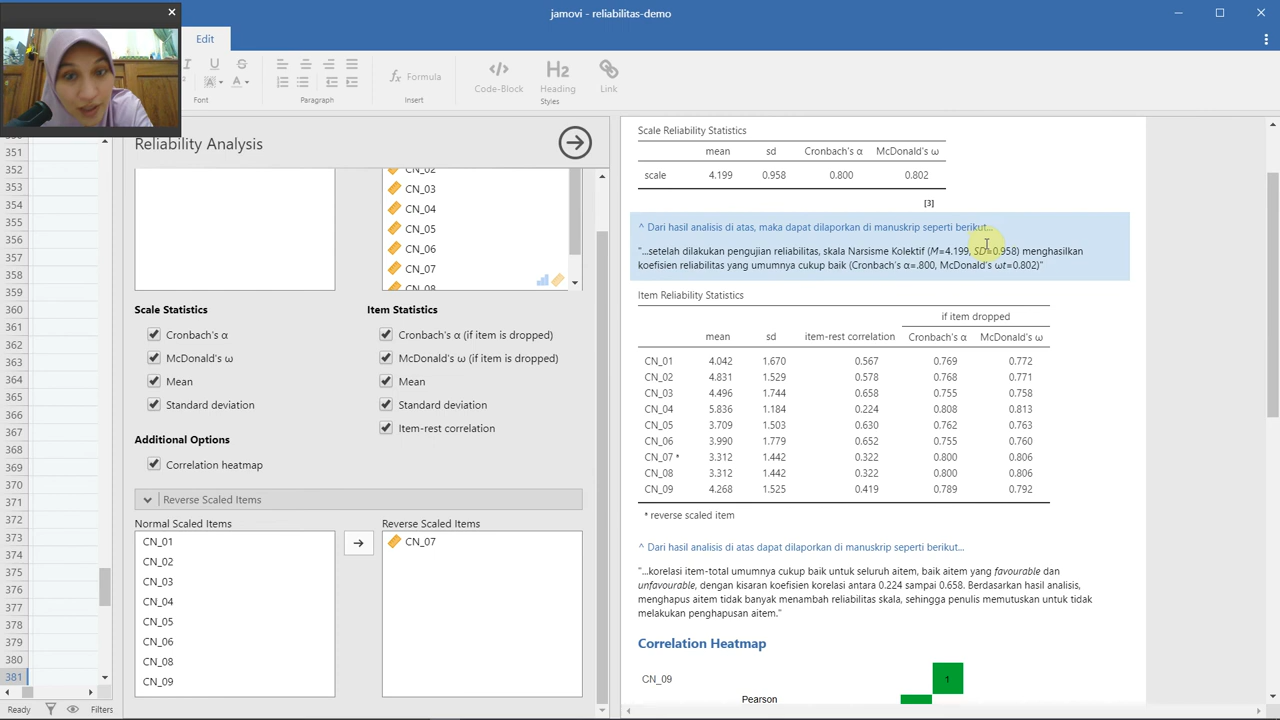 jamovi - reliabilitas-demo
Edit
I U A A
Font
Paragraph
fx Formula
Insert
Code-Block
H2
Heading
Link
Styles
351
352
353
354
355
356
357
358
359
360
361
362
363
364
365
366
367
368
369
370
371
372
373
374
375
376
377
378
379
380
381
Ready
Filters
Reliability Analysis
CN_02
CN_03
CN_04
CN_05
CN_06
CN_07
CN_08
Scale Statistics
Cronbach's α
McDonald's ω
Mean
Standard deviation
Item Statistics
Cronbach's α (if item is dropped)
McDonald's ω (if item is dropped)
Mean
Standard deviation
Item-rest correlation
Additional Options
Correlation heatmap
Reverse Scaled Items
Normal Scaled Items
CN_01
CN_02
CN_03
CN_04
CN_05
CN_06
CN_08
CN_09
Reverse Scaled Items
CN_07
Scale Reliability Statistics
mean sd Cronbach's α McDonald's ω
scale 4.199 0.958 0.800 0.802
[3]
^ Dari hasil analisis di atas, maka dapat dilaporkan di manuskrip seperti berikut...
"...setelah dilakukan pengujian reliabilitas, skala Narsisme Kolektif (M=4.199, SD=0.958) menghasilkan
koefisien reliabilitas yang umumnya cukup baik (Cronbach's α=.800, McDonald's ωt=0.802)"
Item Reliability Statistics
if item dropped
mean sd item-rest correlation Cronbach's α McDonald's ω
CN_01 4.042 1.670 0.567 0.769 0.772
CN_02 4.831 1.529 0.578 0.768 0.771
CN_03 4.496 1.744 0.658 0.755 0.758
CN_04 5.836 1.184 0.224 0.808 0.813
CN_05 3.709 1.503 0.630 0.762 0.763
CN_06 3.990 1.779 0.652 0.755 0.760
CN_07 * 3.312 1.442 0.322 0.800 0.806
CN_08 3.312 1.442 0.322 0.800 0.806
CN_09 4.268 1.525 0.419 0.789 0.792
* reverse scaled item
^ Dari hasil analisis di atas dapat dilaporkan di manuskrip seperti berikut...
"...korelasi item-total umumnya cukup baik untuk seluruh aitem, baik aitem yang favourable dan
unfavourable, dengan kisaran koefisien korelasi antara 0.224 sampai 0.658. Berdasarkan hasil analisis,
menghapus aitem tidak banyak menambah reliabilitas skala, sehingga penulis memutuskan untuk tidak
melakukan penghapusan aitem."
Correlation Heatmap
CN_09
1
Pearson